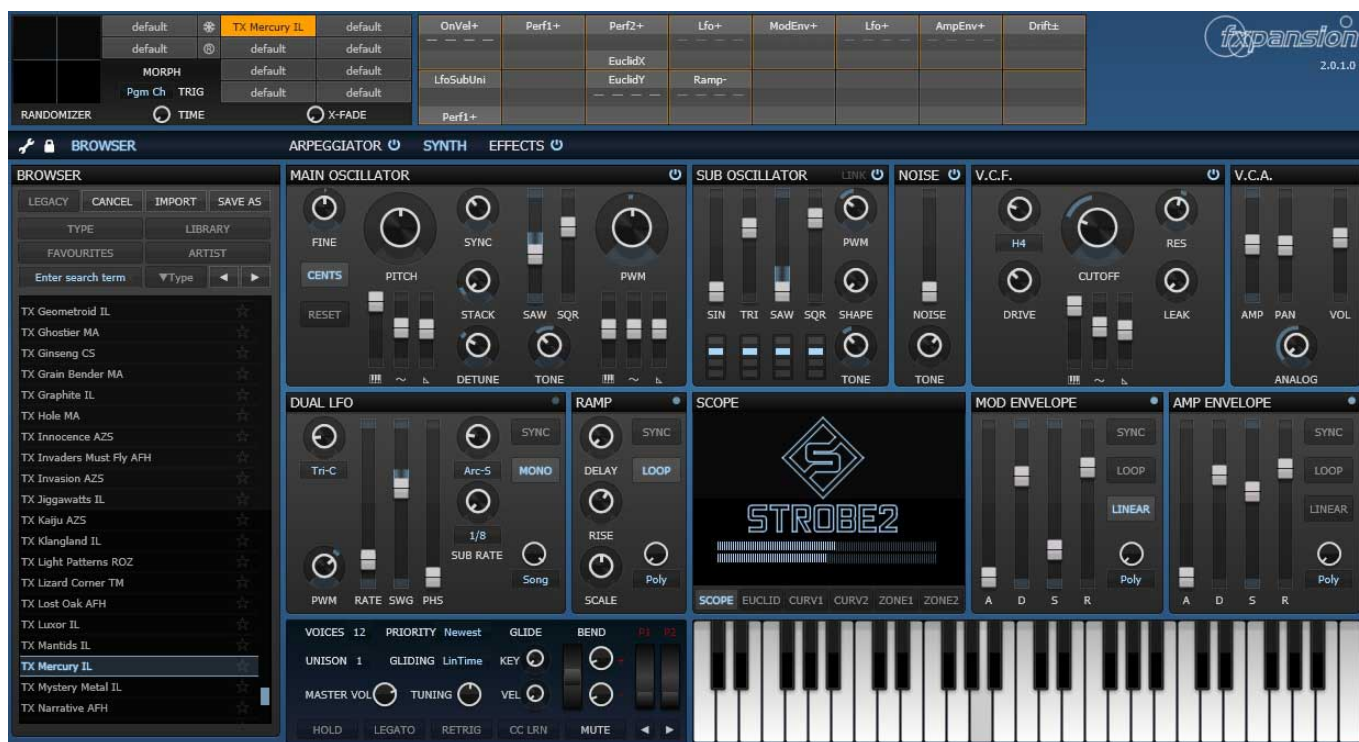 default ❋ TX Mercury IL default
default ® default default
MORPH default default
Pgm Ch TRIG default default
RANDOMIZER TIME X-FADE
OnVel+ Perf1+ Perf2+ Lfo+ ModEnv+ Lfo+ AmpEnv+ Drift±
EuclidX
LfoSubUni EuclidY Ramp-
Perf1+
fxpansion
2.0.1.0
BROWSER ARPEGGIATOR SYNTH EFFECTS
BROWSER
LEGACY CANCEL IMPORT SAVE AS
TYPE LIBRARY
FAVOURITES ARTIST
Enter search term ▼Type ◀ ▶
TX Geometroid IL
TX Ghostier MA
TX Ginseng CS
TX Grain Bender MA
TX Graphite IL
TX Hole MA
TX Innocence AZS
TX Invaders Must Fly AFH
TX Invasion AZS
TX Jiggawatts IL
TX Kaiju AZS
TX Klangland IL
TX Light Patterns ROZ
TX Lizard Corner TM
TX Lost Oak AFH
TX Luxor IL
TX Mantids IL
TX Mercury IL
TX Mystery Metal IL
TX Narrative AFH
MAIN OSCILLATOR
FINE PITCH SYNC PWM
CENTS
RESET STACK SAW SQR
DETUNE TONE
SUB OSCILLATOR LINK
PWM
SIN TRI SAW SQR SHAPE
TONE
NOISE
NOISE
TONE
V.C.F.
H4 CUTOFF RES
DRIVE LEAK
V.C.A.
AMP PAN VOL
ANALOG
DUAL LFO
Tri-C Arc-S SYNC
MONO
1/8
SUB RATE
Song
PWM RATE SWG PHS
RAMP
SYNC
DELAY LOOP
RISE
Poly
SCALE
SCOPE
STROBE2
SCOPE EUCLID CURV1 CURV2 ZONE1 ZONE2
MOD ENVELOPE
SYNC
LOOP
LINEAR
Poly
A D S R
AMP ENVELOPE
SYNC
LOOP
LINEAR
Poly
A D S R
VOICES 12 PRIORITY Newest GLIDE BEND P1 P2
UNISON 1 GLIDING LinTime KEY
MASTER VOL TUNING VEL
HOLD LEGATO RETRIG CC LRN MUTE ◀ ▶